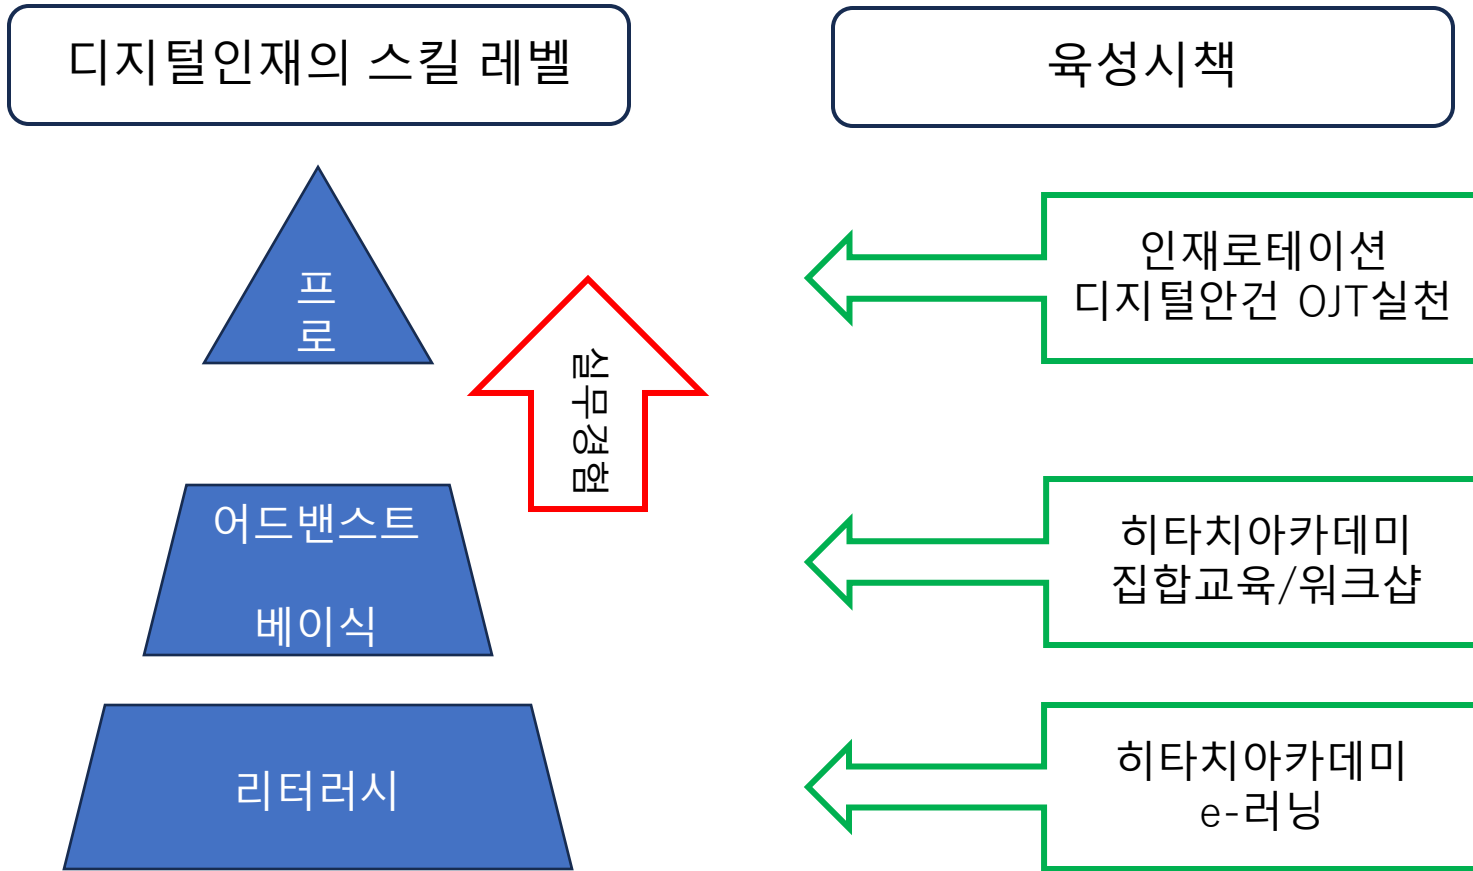 디지털인재의 스킬 레벨
육성시책
프
로
실무경험
어드밴스트
베이식
리터러시
인재로테이션
디지털안건 OJT실천
히타치아카데미
집합교육/워크샵
히타치아카데미
e-러닝